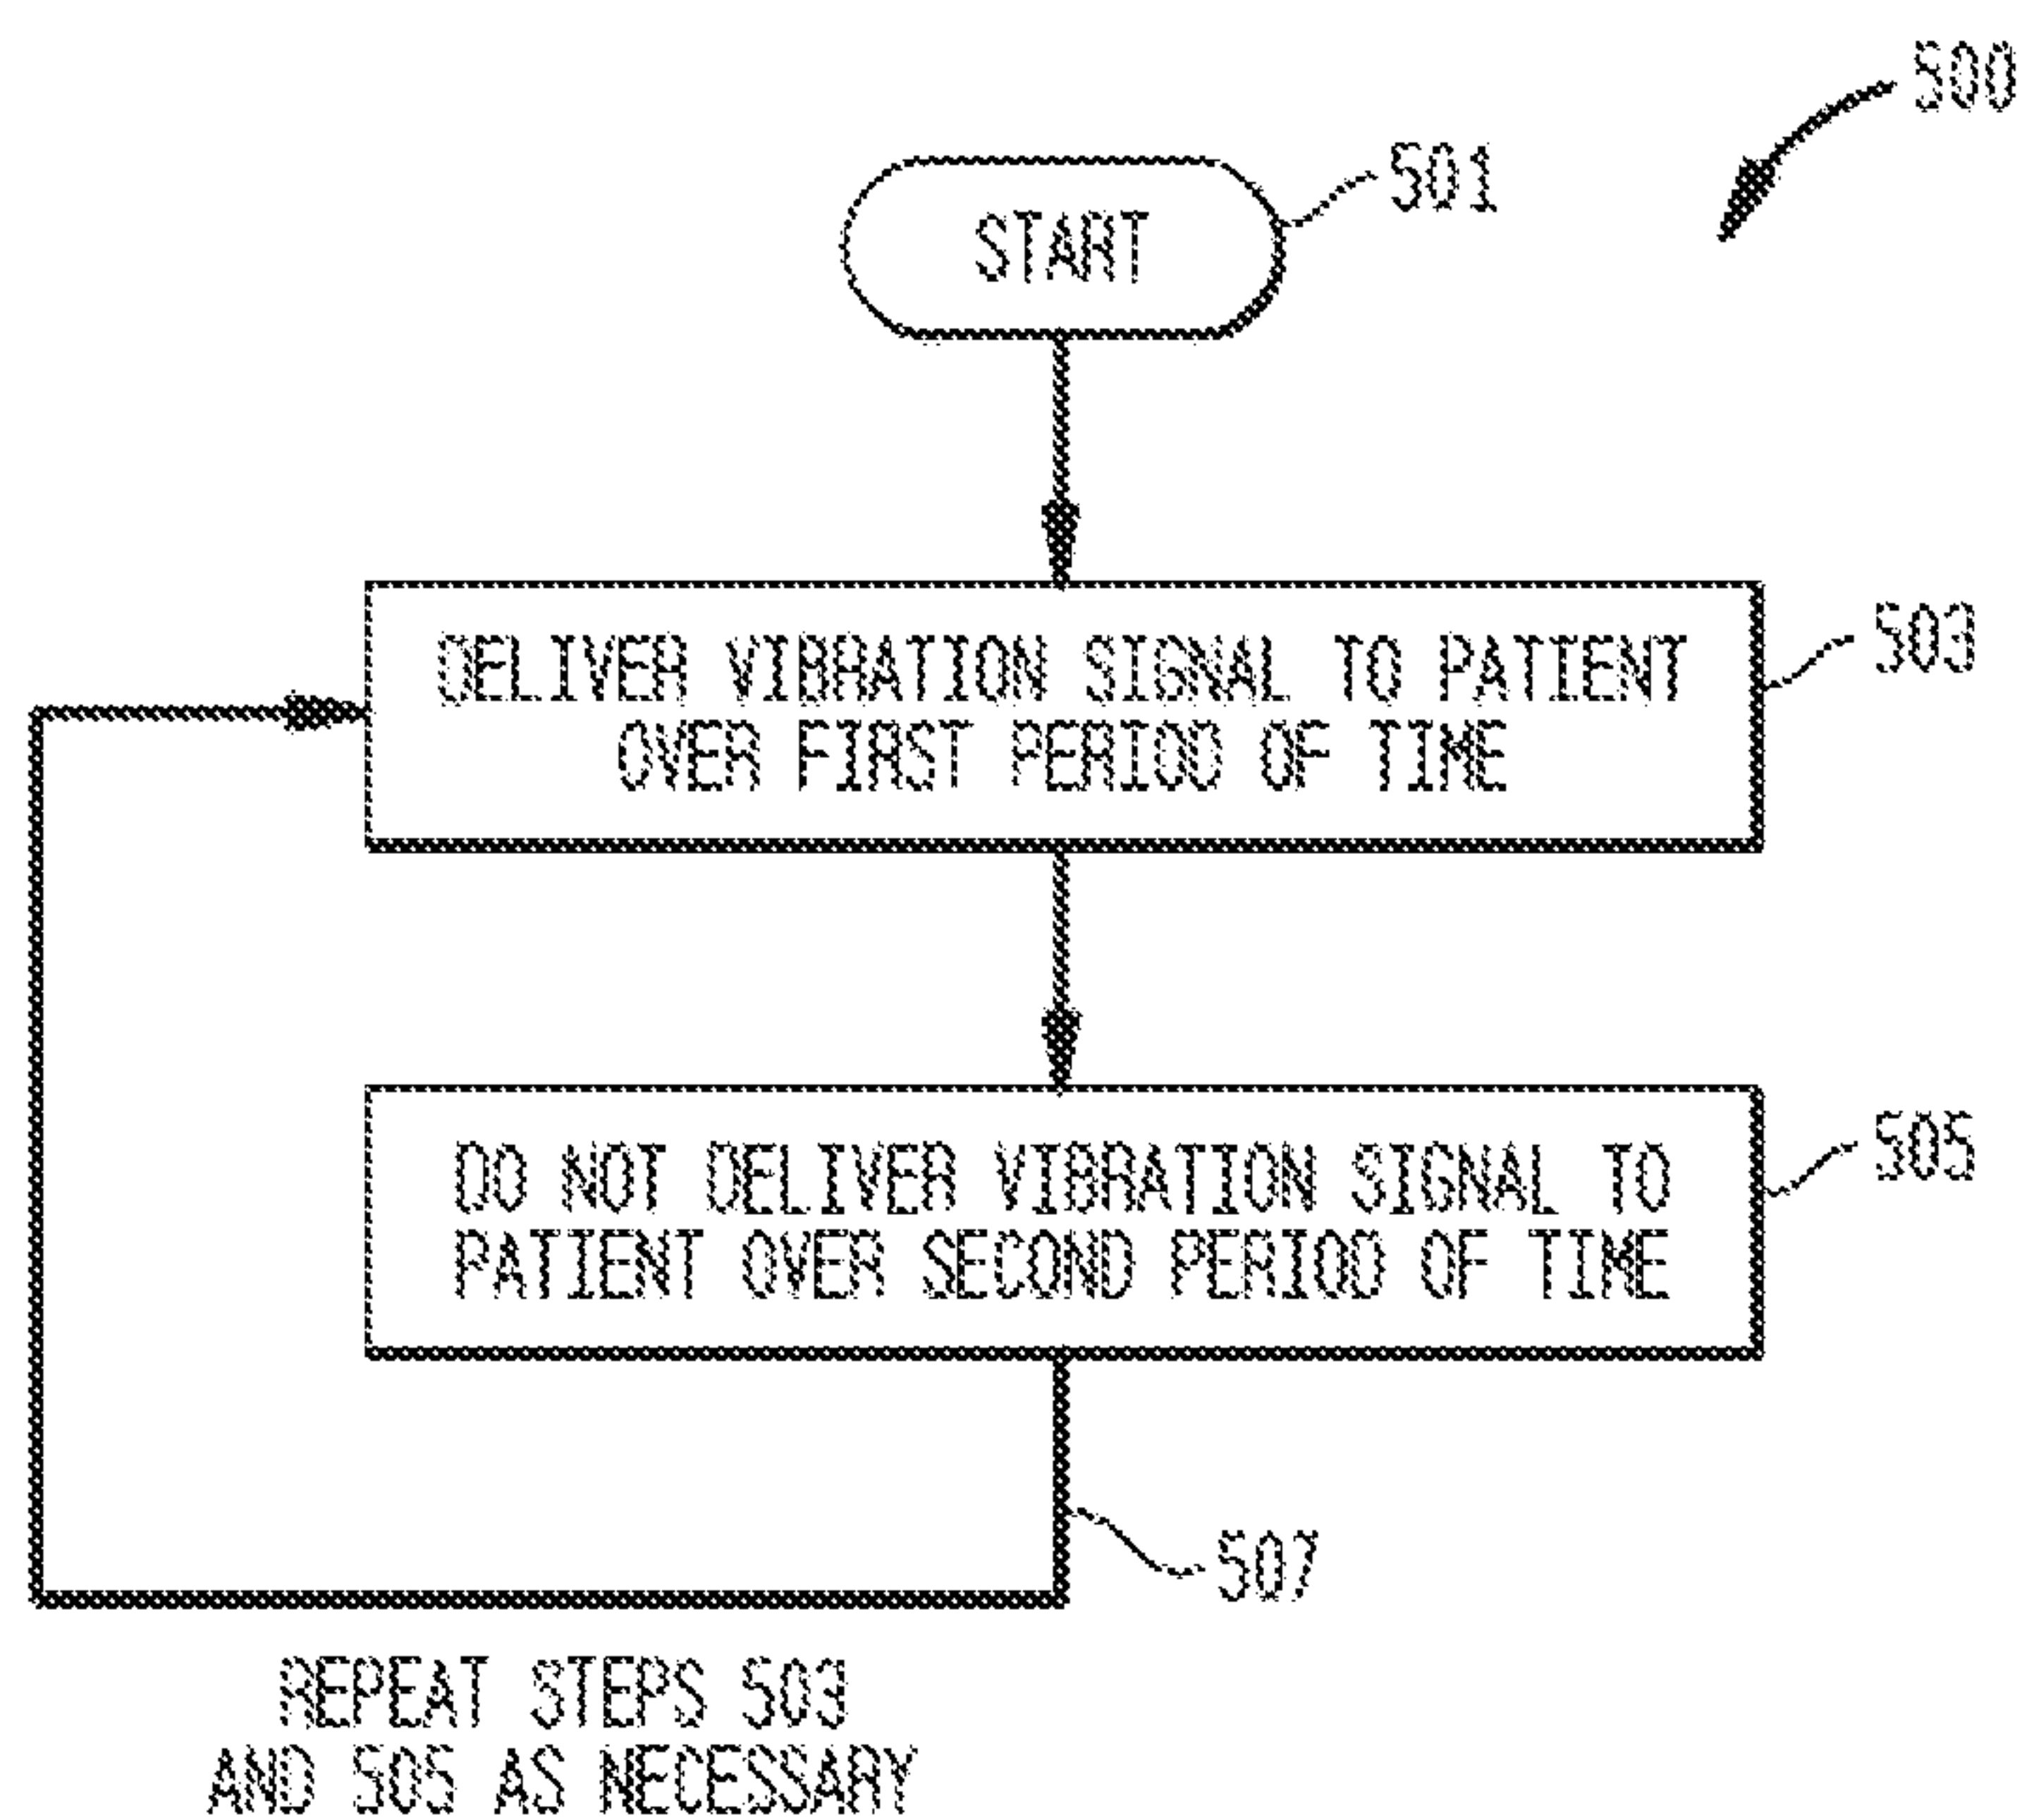 500
START
501
DELIVER VIBRATION SIGNAL TO PATIENT
OVER FIRST PERIOD OF TIME
503
DO NOT DELIVER VIBRATION SIGNAL TO
PATIENT OVER SECOND PERIOD OF TIME
505
507
REPEAT STEPS 503
AND 505 AS NECESSARY